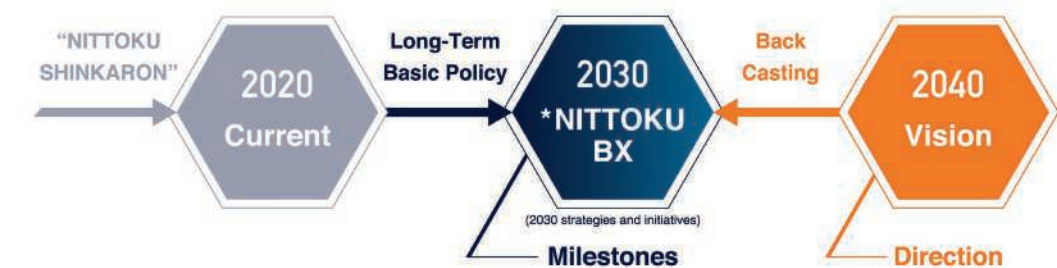 “NITTOKU
SHINKARON”
2020
Current
Long-Term
Basic Policy
2030
*NITTOKU
BX
(2030 strategies and initiatives)
Milestones
Back
Casting
2040
Vision
Direction